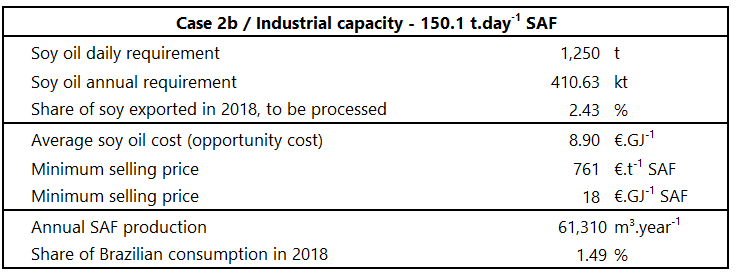 Case 2b / Industrial capacity - 150.1 t.day⁻¹ SAF
Soy oil daily requirement 1,250 t
Soy oil annual requirement 410.63 kt
Share of soy exported in 2018, to be processed 2.43 %
Average soy oil cost (opportunity cost) 8.90 €.GJ⁻¹
Minimum selling price 761 €.t⁻¹ SAF
Minimum selling price 18 €.GJ⁻¹ SAF
Annual SAF production 61,310 m³.year⁻¹
Share of Brazilian consumption in 2018 1.49 %